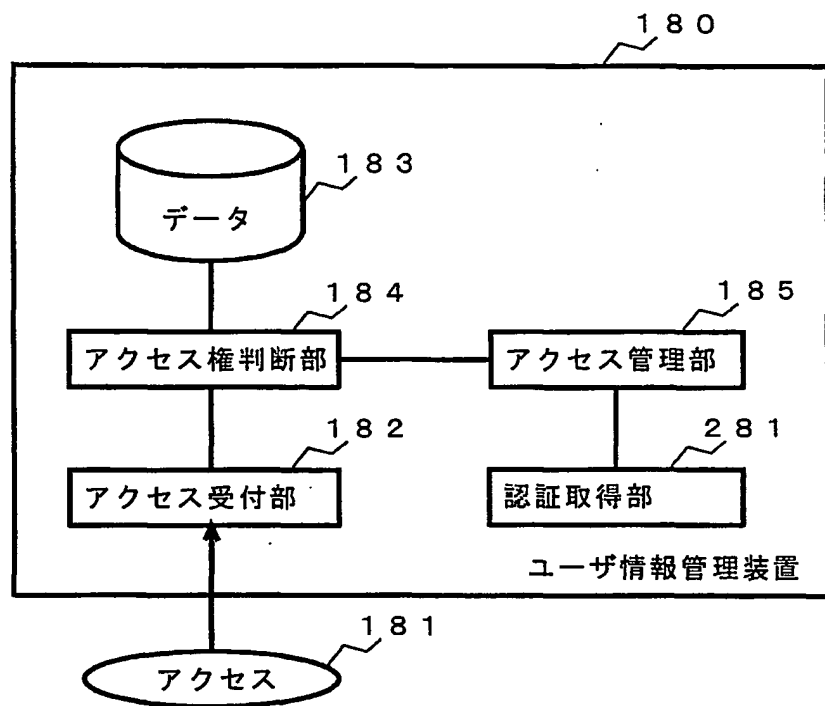 １８０
１８３
データ
１８４
１８５
アクセス権判断部
アクセス管理部
１８２
２８１
アクセス受付部
認証取得部
ユーザ情報管理装置
１８１
アクセス